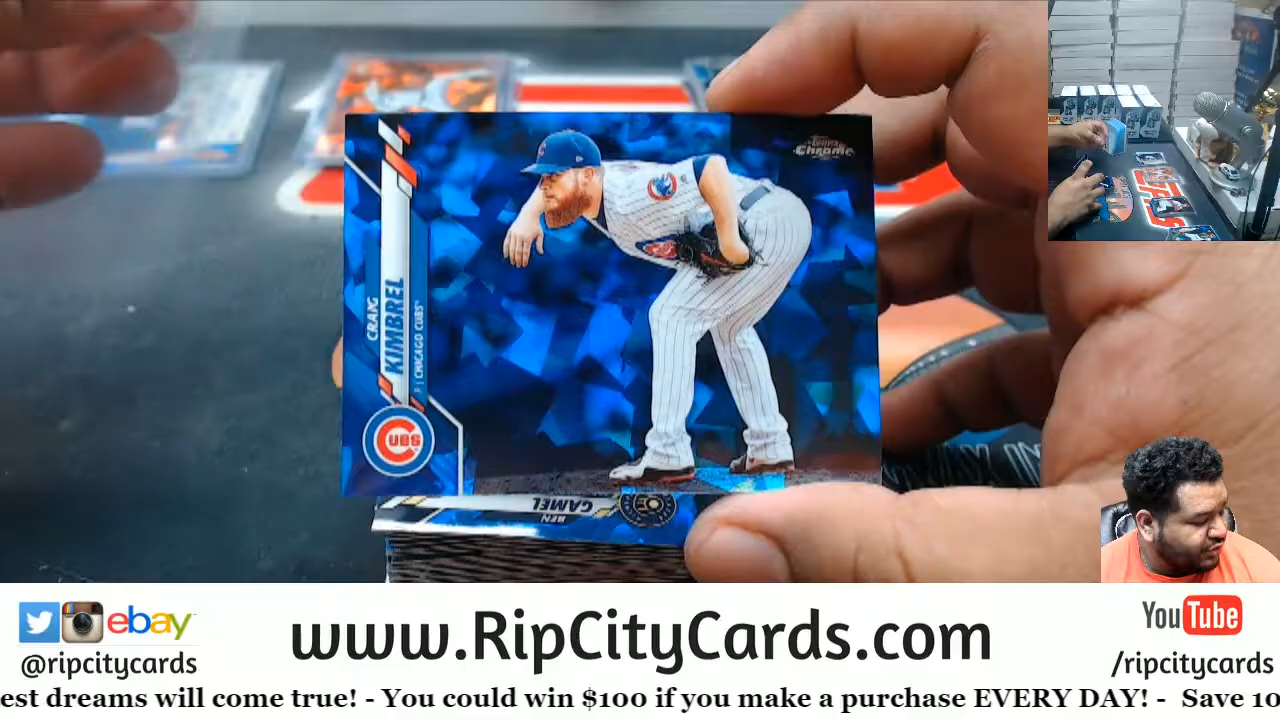 Topps
Chrome
CRAIG
KIMBREL
P | CHICAGO CUBS
CUBS
BEN
GAMEL
ebay
www.RipCityCards.com
YouTube
@ripcitycards
/ripcitycards
est dreams will come true! - You could win $100 if you make a purchase EVERY DAY! - Save 10